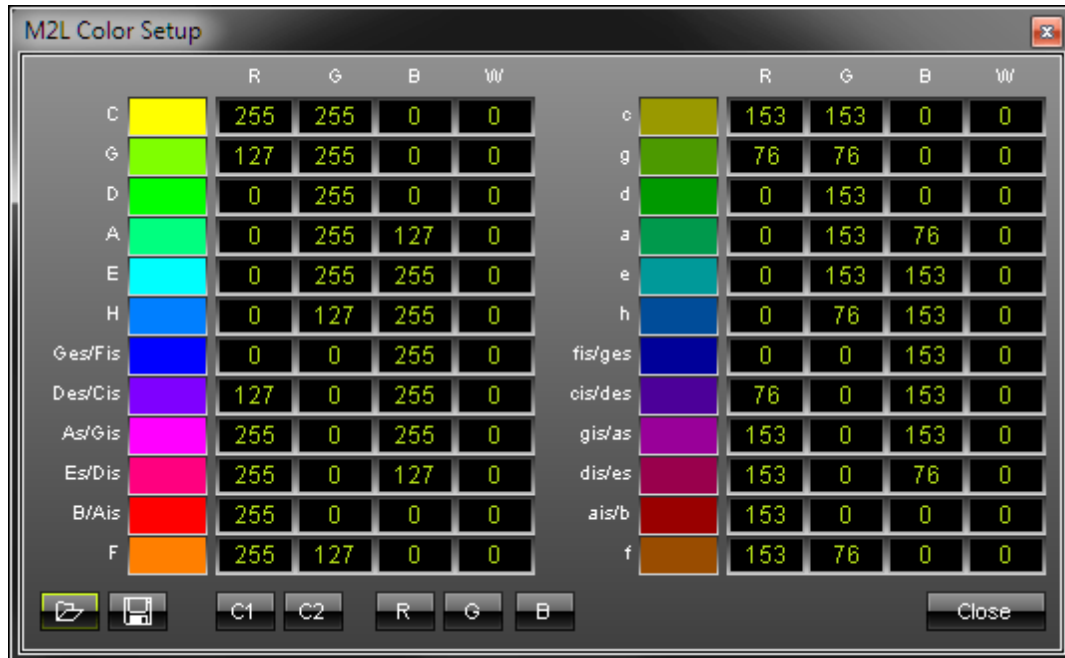 M2L Color Setup
R G B W R G B W
C 255 255 0 0 c 153 153 0 0
G 127 255 0 0 g 76 76 0 0
D 0 255 0 0 d 0 153 0 0
A 0 255 127 0 a 0 153 76 0
E 0 255 255 0 e 0 153 153 0
H 0 127 255 0 h 0 76 153 0
Ges/Fis 0 0 255 0 fis/ges 0 0 153 0
Des/Cis 127 0 255 0 cis/des 76 0 153 0
As/Gis 255 0 255 0 gis/as 153 0 153 0
Es/Dis 255 0 127 0 dis/es 153 0 76 0
B/Ais 255 0 0 0 ais/b 153 0 0 0
F 255 127 0 0 f 153 76 0 0
C1 C2 R G B Close